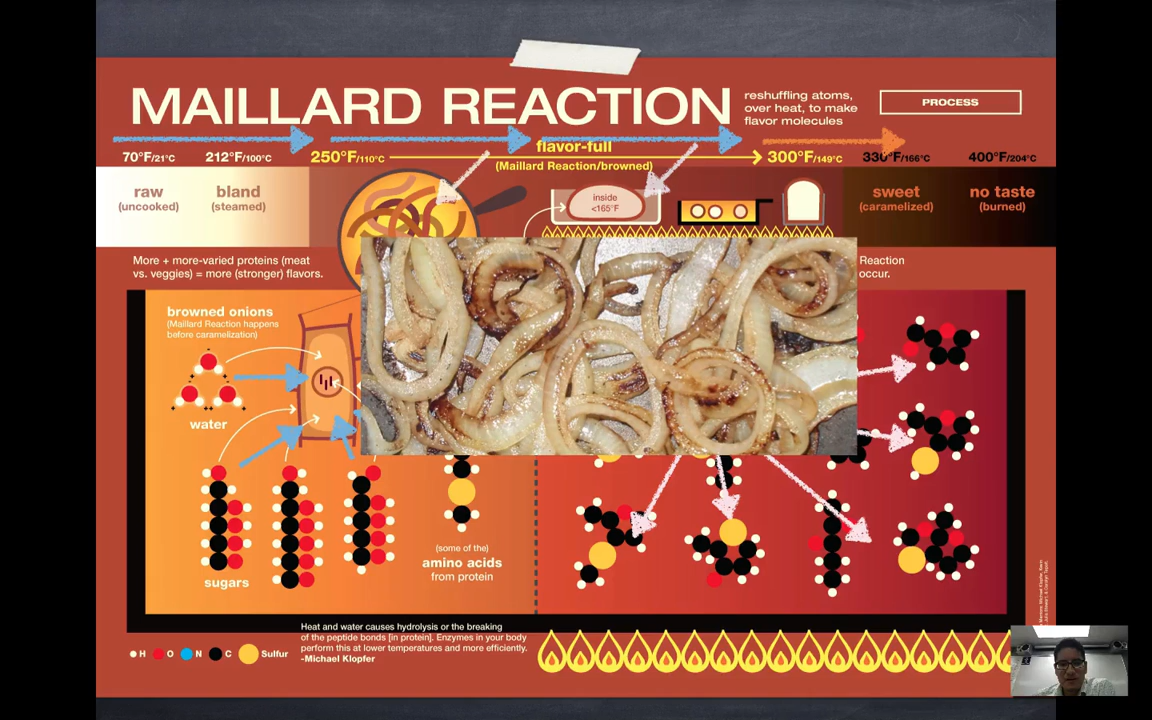 MAILLARD REACTION
reshuffling atoms,
over heat, to make
flavor molecules
PROCESS
70°F/21°C
212°F/100°C
250°F/110°C
flavor-full
(Maillard Reaction/browned)
300°F/149°C
330°F/166°C
400°F/204°C
raw
(uncooked)
bland
(steamed)
inside
<165°F
sweet
(caramelized)
no taste
(burned)
More + more-varied proteins (meat
vs. veggies) = more (stronger) flavors.
Reaction
occur.
browned onions
(Maillard Reaction happens
before caramelization)
water
sugars
(some of the)
amino acids
from protein
Heat and water causes hydrolysis or the breaking
of the peptide bonds [in protein]. Enzymes in your body
perform this at lower temperatures and more efficiently.
-Michael Klopfer
H O N C Sulfur